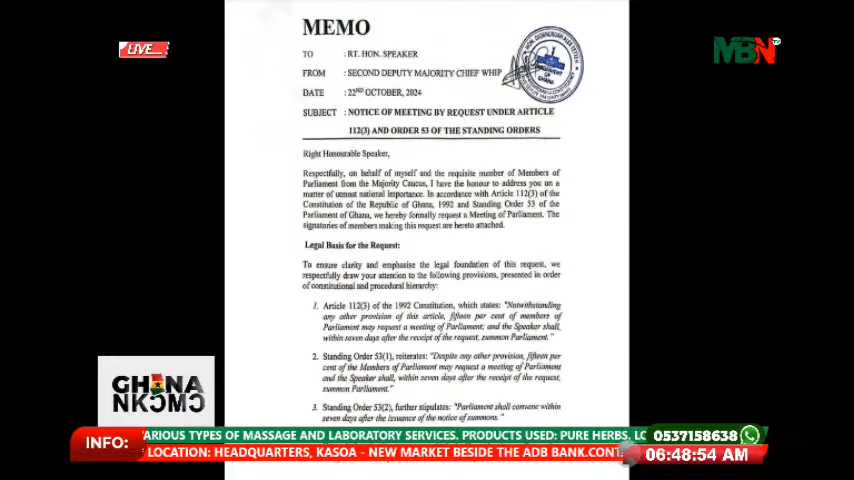 LIVE
MBN
TV
MEMO
TO : RT. HON. SPEAKER
FROM : SECOND DEPUTY MAJORITY CHIEF WHIP
DATE : 22ND OCTOBER, 2024
SUBJECT : NOTICE OF MEETING BY REQUEST UNDER ARTICLE
112(3) AND ORDER 53 OF THE STANDING ORDERS
Right Honourable Speaker,
Respectfully, on behalf of myself and the requisite number of Members of
Parliament from the Majority Caucus, I have the honour to address you on a
matter of utmost national importance. In accordance with Article 112(3) of the
Constitution of the Republic of Ghana, 1992 and Standing Order 53 of the
Parliament of Ghana, we hereby formally request a Meeting of Parliament. The
signatories of members making this request are hereto attached.
Legal Basis for the Request:
To ensure clarity and emphasise the legal foundation of this request, we
respectfully draw your attention to the following provisions, presented in order
of constitutional and procedural hierarchy:
1. Article 112(3) of the 1992 Constitution, which states: "Notwithstanding
any other provision of this article, fifteen per cent of members of
Parliament may request a meeting of Parliament; and the Speaker shall,
within seven days after the receipt of the request, summon Parliament."
2. Standing Order 53(1), reiterates: "Despite any other provision, fifteen per
cent of the Members of Parliament may request a meeting of Parliament
and the Speaker shall, within seven days after the receipt of the request,
summon Parliament."
3. Standing Order 53(2), further stipulates: "Parliament shall convene within
seven days after the issuance of the notice of summons.
GHANA
NKOMO
INFO:
ARIOUS TYPES OF MASSAGE AND LABORATORY SERVICES. PRODUCTS USED: PURE HERBS. LO
0537158638
LOCATION: HEADQUARTERS, KASOA - NEW MARKET BESIDE THE ADB BANK.CONT
06:48:54 AM